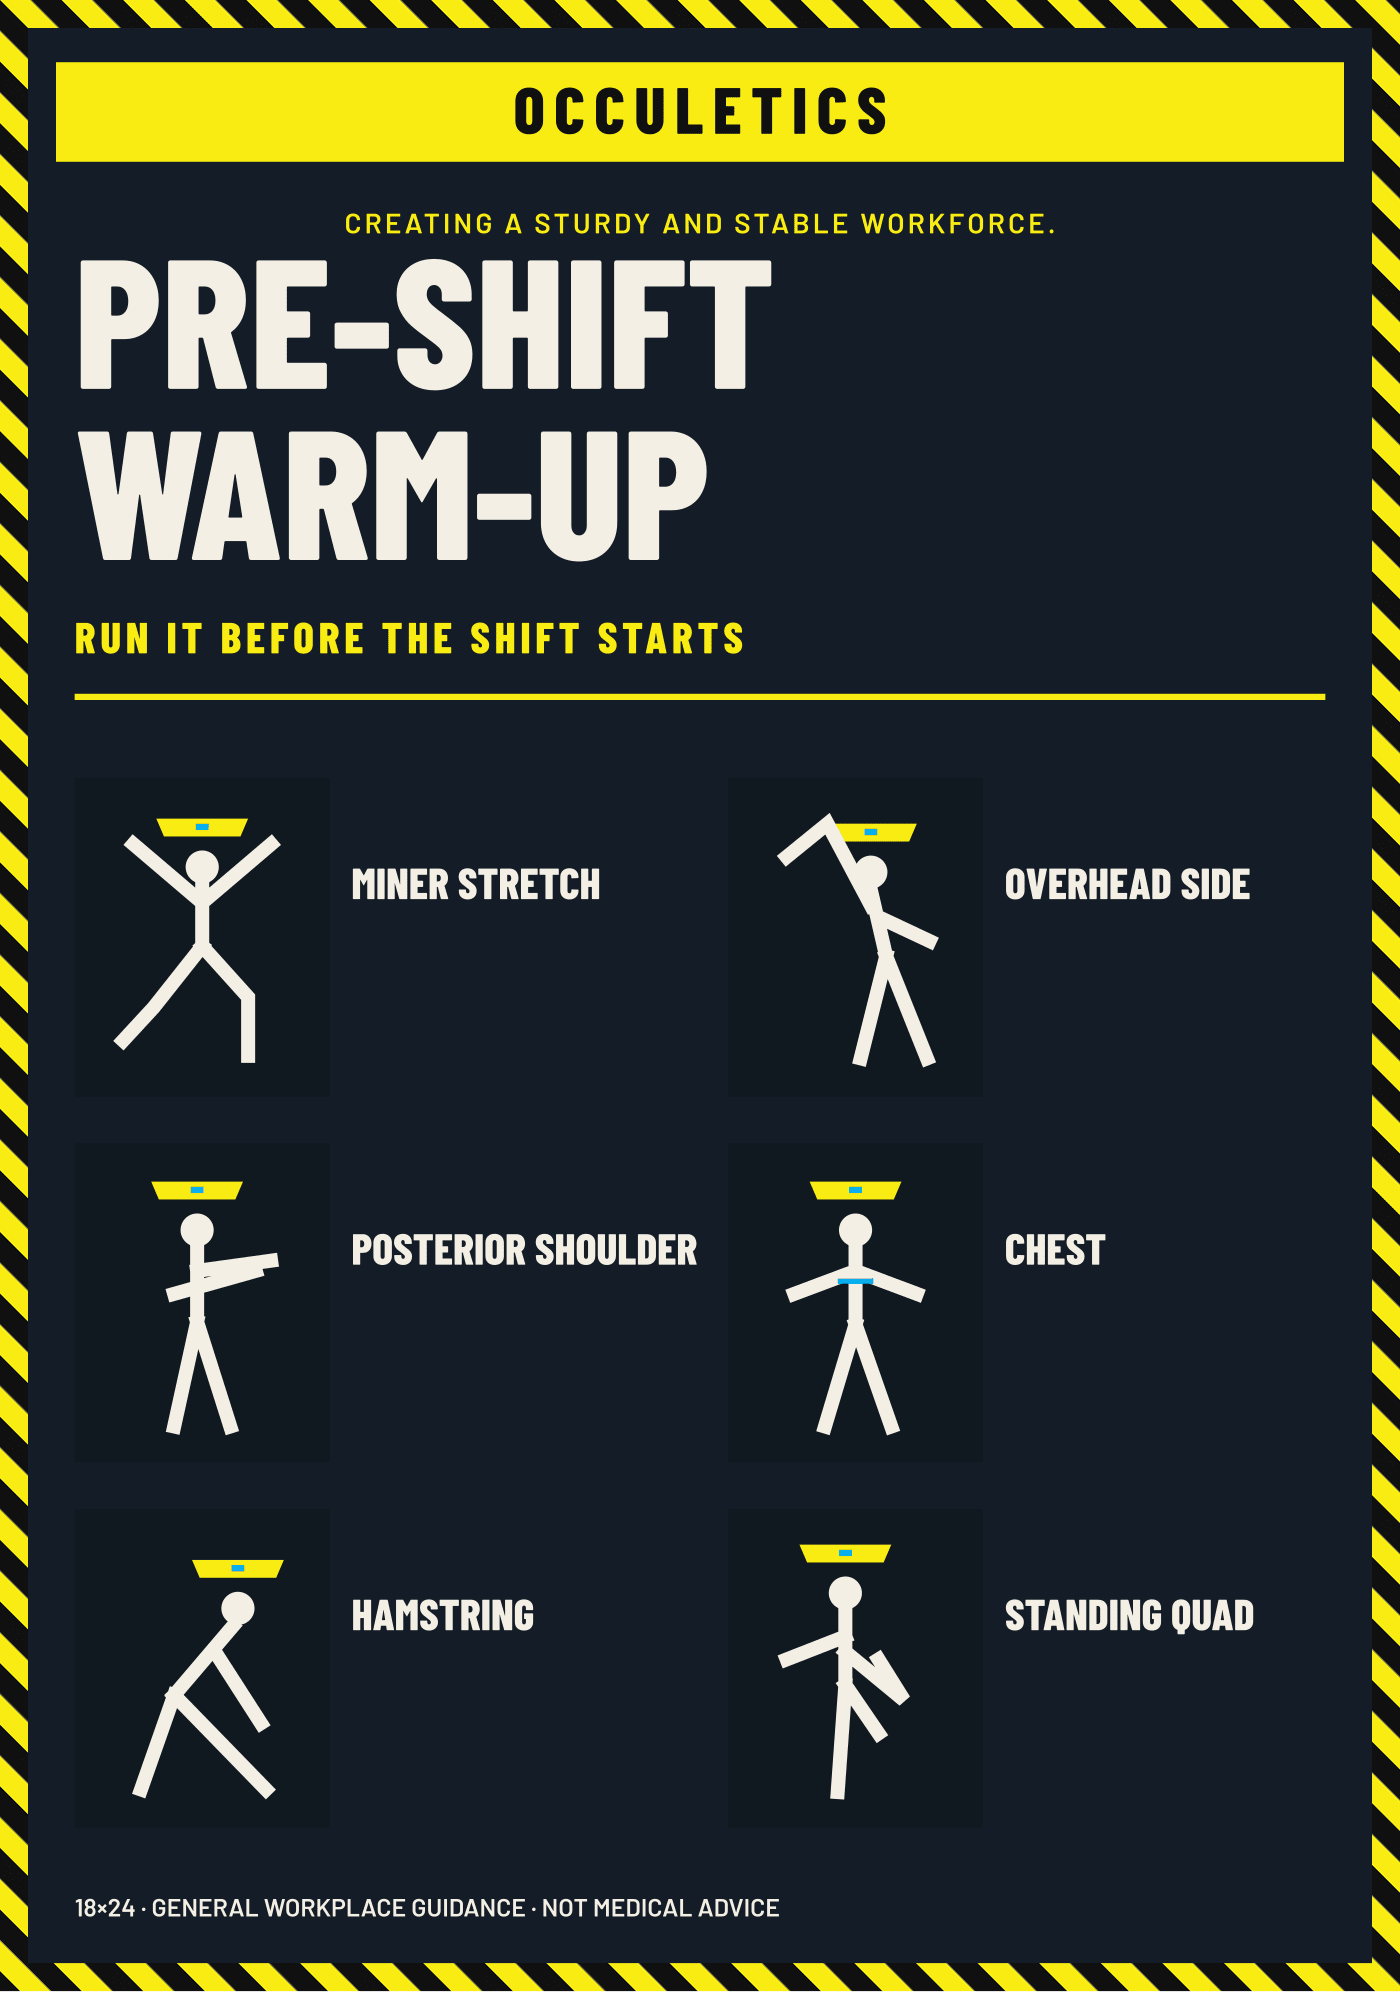 OCCULETICS
CREATING A STURDY AND STABLE WORKFORCE.
PRE-SHIFT
WARM-UP
RUN IT BEFORE THE SHIFT STARTS
MINER STRETCH
OVERHEAD SIDE
POSTERIOR SHOULDER
CHEST
HAMSTRING
STANDING QUAD
18×24 · GENERAL WORKPLACE GUIDANCE · NOT MEDICAL ADVICE